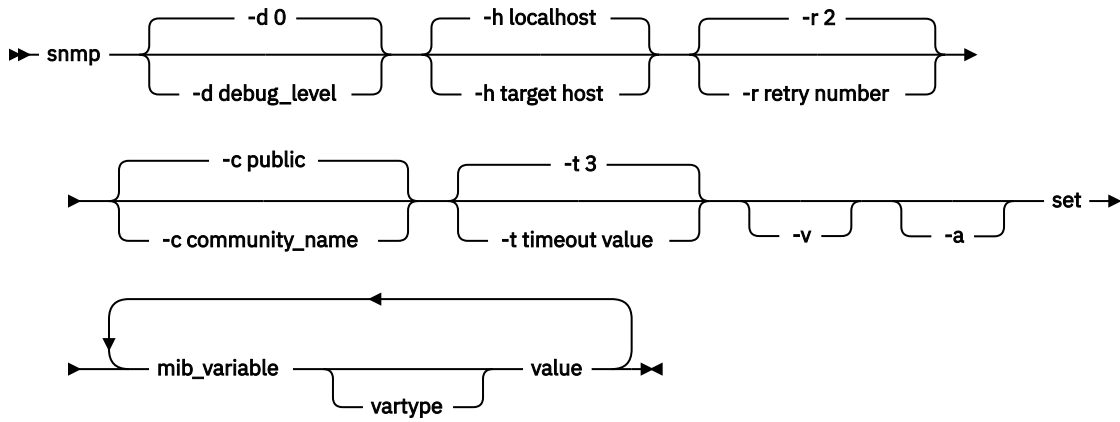 -d 0 -h localhost -r 2
snmp
-d debug_level -h target host -r retry number
-c public -t 3
set
-c community_name -t timeout value -v -a
mib_variable value
vartype